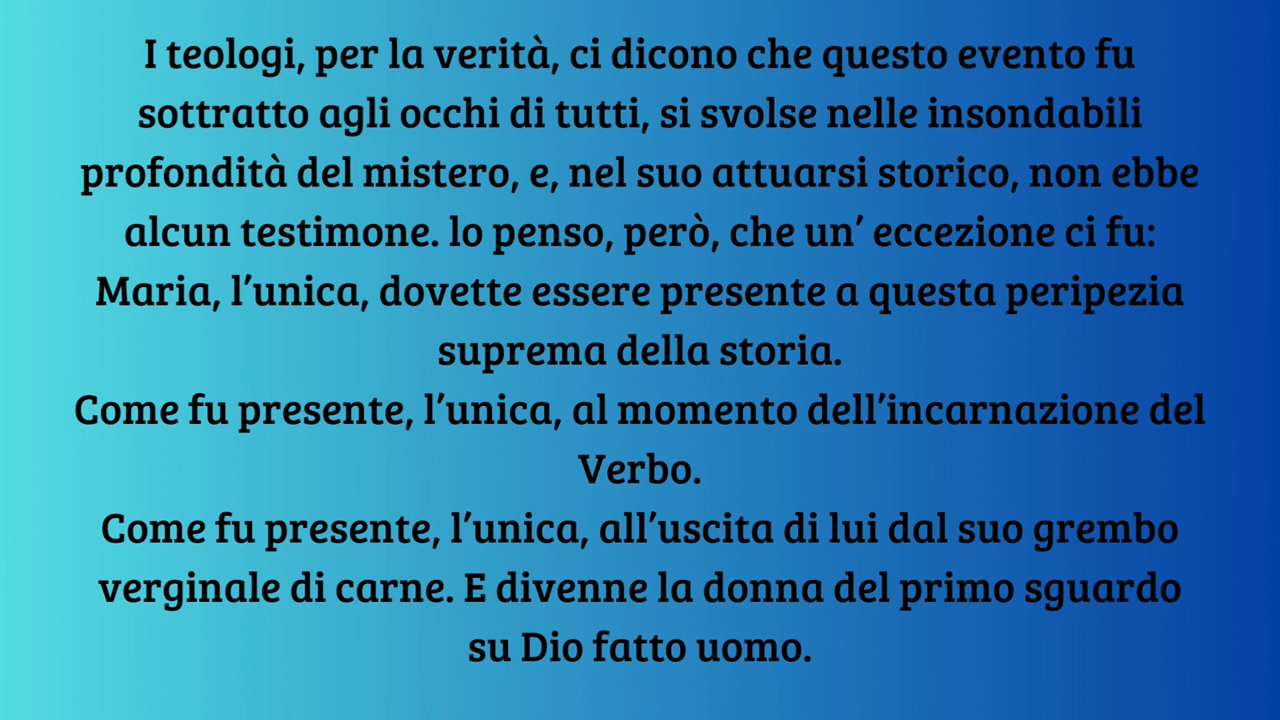 I teologi, per la verità, ci dicono che questo evento fu
sottratto agli occhi di tutti, si svolse nelle insondabili
profondità del mistero, e, nel suo attuarsi storico, non ebbe
alcun testimone. lo penso, però, che un’ eccezione ci fu:
Maria, l’unica, dovette essere presente a questa peripezia
suprema della storia.
Come fu presente, l’unica, al momento dell’incarnazione del
Verbo.
Come fu presente, l’unica, all’uscita di lui dal suo grembo
verginale di carne. E divenne la donna del primo sguardo
su Dio fatto uomo.